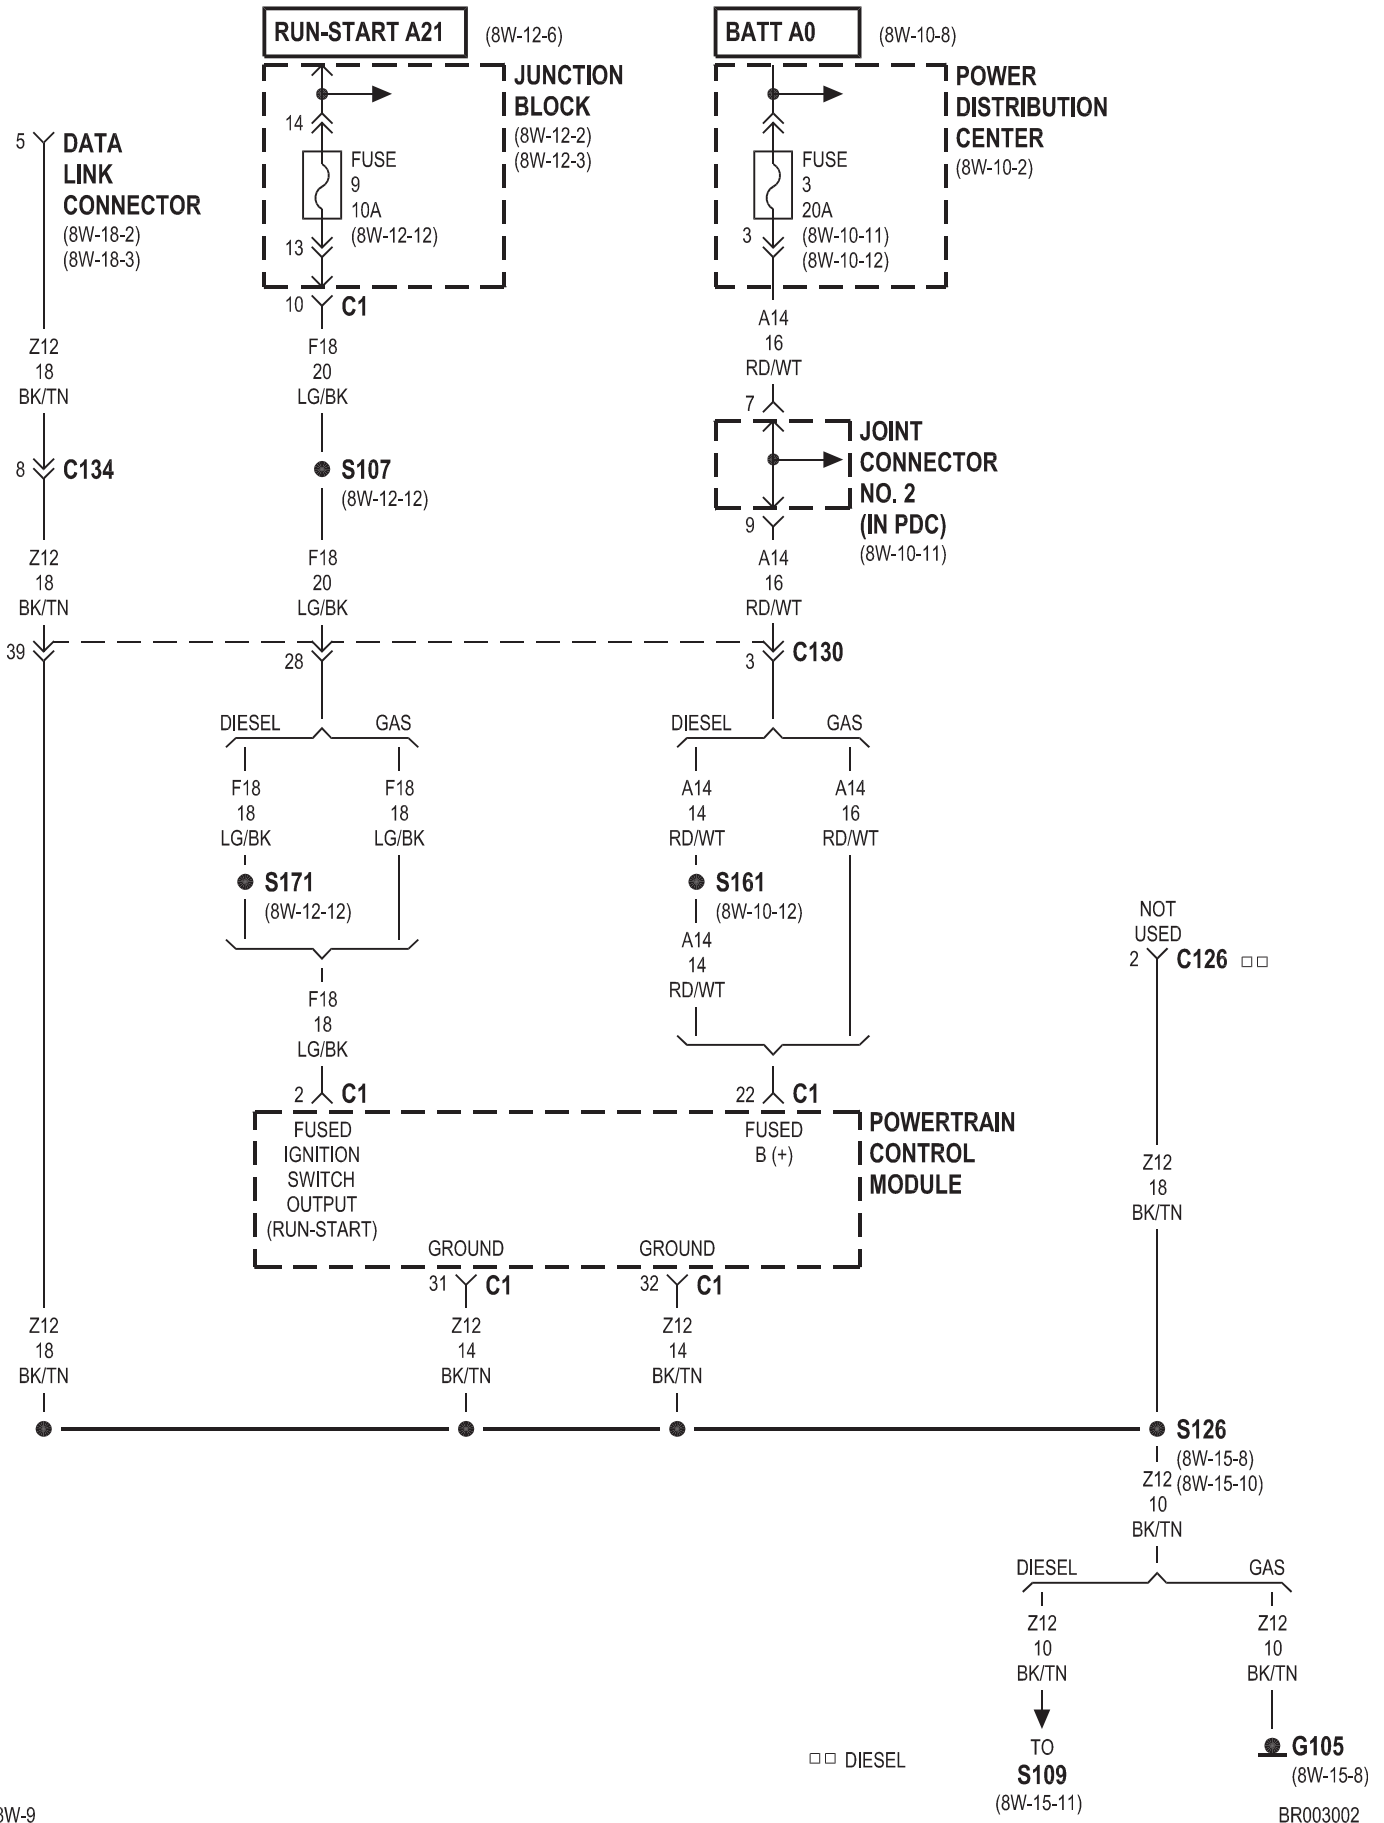 RUN-START A21
(8W-12-6)
BATT A0
(8W-10-8)
JUNCTION
BLOCK
(8W-12-2)
(8W-12-3)
14
FUSE
9
10A
(8W-12-12)
13
10
C1
POWER
DISTRIBUTION
CENTER
(8W-10-2)
FUSE
3
20A
(8W-10-11)
(8W-10-12)
3
5
DATA
LINK
CONNECTOR
(8W-18-2)
(8W-18-3)
Z12
18
BK/TN
F18
20
LG/BK
A14
16
RD/WT
7
JOINT
CONNECTOR
NO. 2
(IN PDC)
(8W-10-11)
9
8
C134
S107
(8W-12-12)
Z12
18
BK/TN
F18
20
LG/BK
A14
16
RD/WT
39
28
3
C130
DIESEL
GAS
DIESEL
GAS
F18
18
LG/BK
F18
18
LG/BK
A14
14
RD/WT
A14
16
RD/WT
S171
(8W-12-12)
S161
(8W-10-12)
A14
14
RD/WT
NOT
USED
2
C126 □□
F18
18
LG/BK
2
C1
22
C1
FUSED
IGNITION
SWITCH
OUTPUT
(RUN-START)
FUSED
B (+)
POWERTRAIN
CONTROL
MODULE
Z12
18
BK/TN
GROUND
GROUND
31
C1
32
C1
Z12
18
BK/TN
Z12
14
BK/TN
Z12
14
BK/TN
S126
(8W-15-8)
(8W-15-10)
Z12
10
BK/TN
DIESEL
GAS
Z12
10
BK/TN
Z12
10
BK/TN
□□ DIESEL
TO
S109
(8W-15-11)
G105
(8W-15-8)
8W-9
BR003002